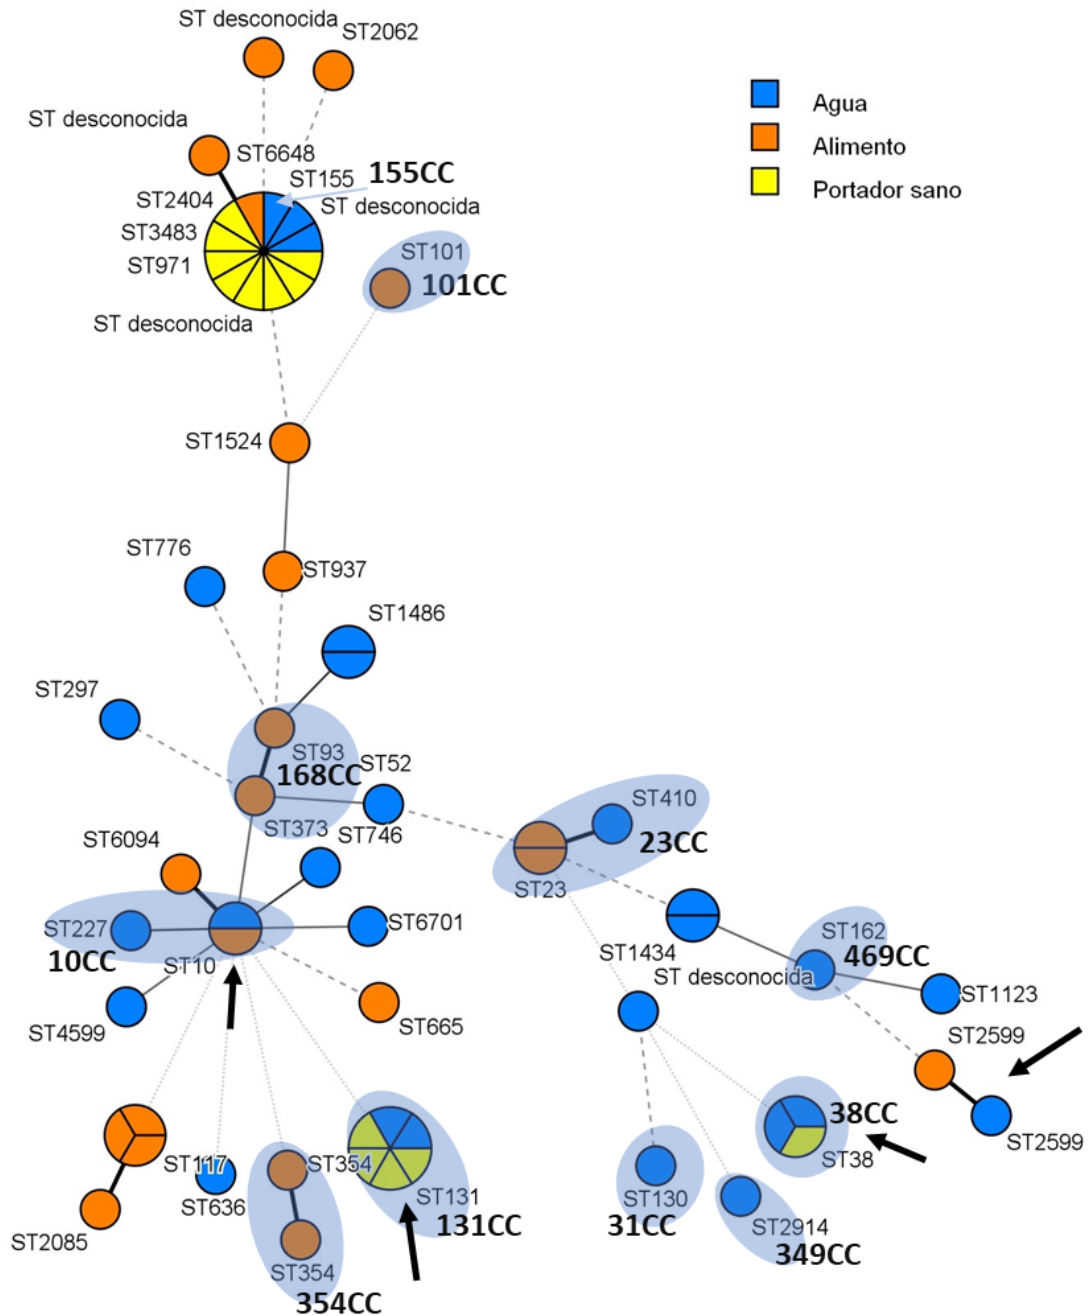 ST desconocida
ST2062
Agua
Alimento
Portador sano
ST desconocida
ST6648
ST155
155CC
ST2404
ST desconocida
ST3483
ST971
ST101
101CC
ST desconocida
ST1524
ST776
ST937
ST1486
ST297
ST93
168CC
ST52
ST373
ST746
ST410
23CC
ST6094
ST23
ST227
10CC
ST10
ST6701
ST1434
ST desconocida
ST162
469CC
ST4599
ST665
ST1123
ST2599
ST2599
38CC
ST38
ST117
ST636
ST2085
ST354
ST354
354CC
ST131
131CC
ST130
31CC
ST2914
349CC